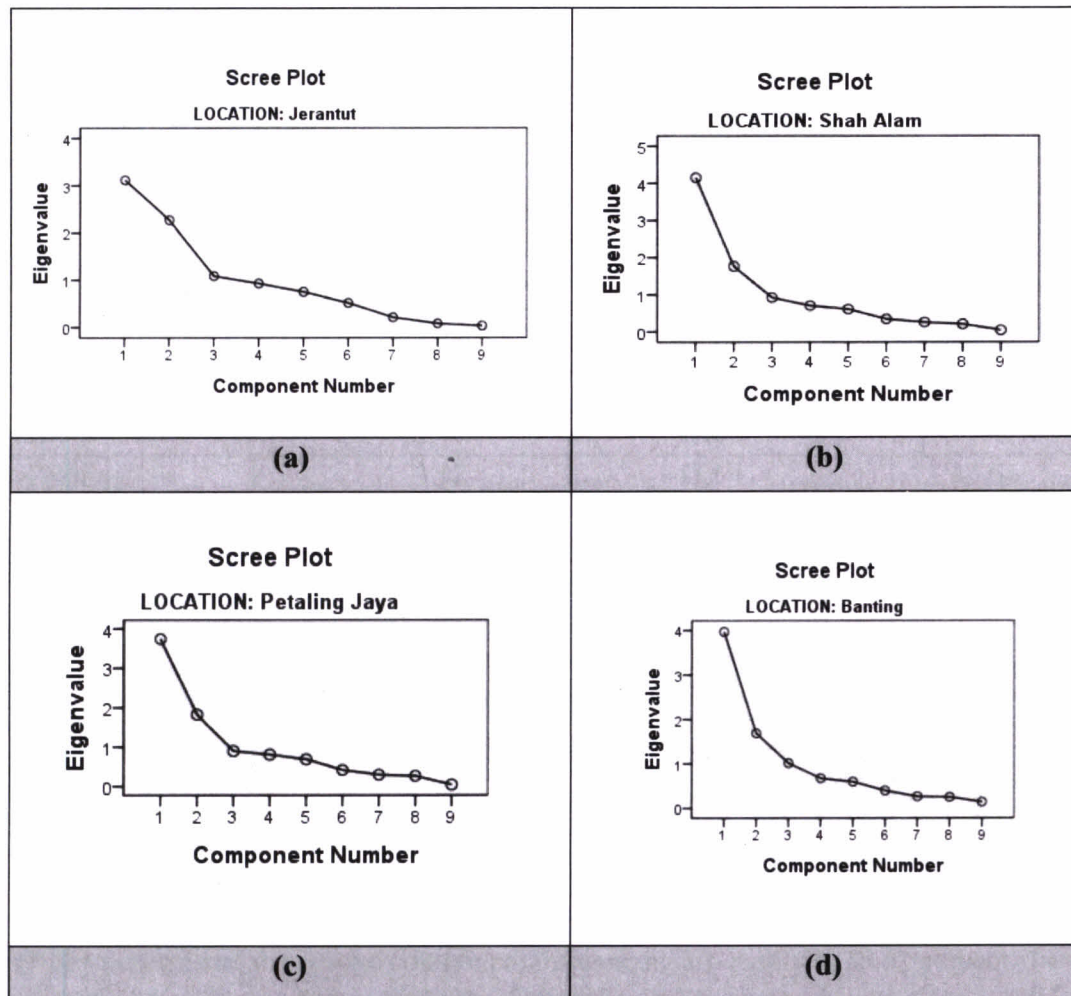 Scree Plot
LOCATION: Jerantut
4
3
2
1
0
Eigenvalue
1 2 3 4 5 6 7 8 9
Component Number
(a)
Scree Plot
LOCATION: Shah Alam
5
4
3
2
1
0
Eigenvalue
1 2 3 4 5 6 7 8 9
Component Number
(b)
Scree Plot
LOCATION: Petaling Jaya
4
3
2
1
0
Eigenvalue
1 2 3 4 5 6 7 8 9
Component Number
(c)
Scree Plot
LOCATION: Banting
4
3
2
1
0
Eigenvalue
1 2 3 4 5 6 7 8 9
Component Number
(d)